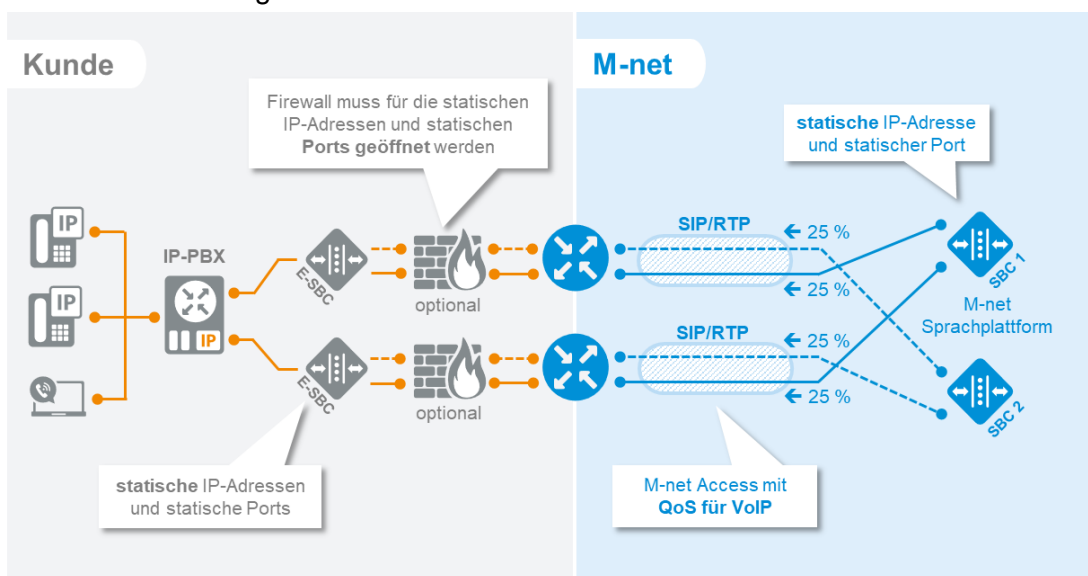 Kunde
M-net
Firewall muss für die statischen
IP-Adressen und statischen
Ports geöffnet werden
statische IP-Adresse
und statischer Port
IP
IP
IP-PBX
IP
E-SBC
optional
SIP/RTP
← 25 %
← 25 %
SBC 1
M-net
Sprachplattform
E-SBC
optional
SIP/RTP
← 25 %
← 25 %
SBC 2
statische IP-Adressen
und statische Ports
M-net Access mit
QoS für VoIP